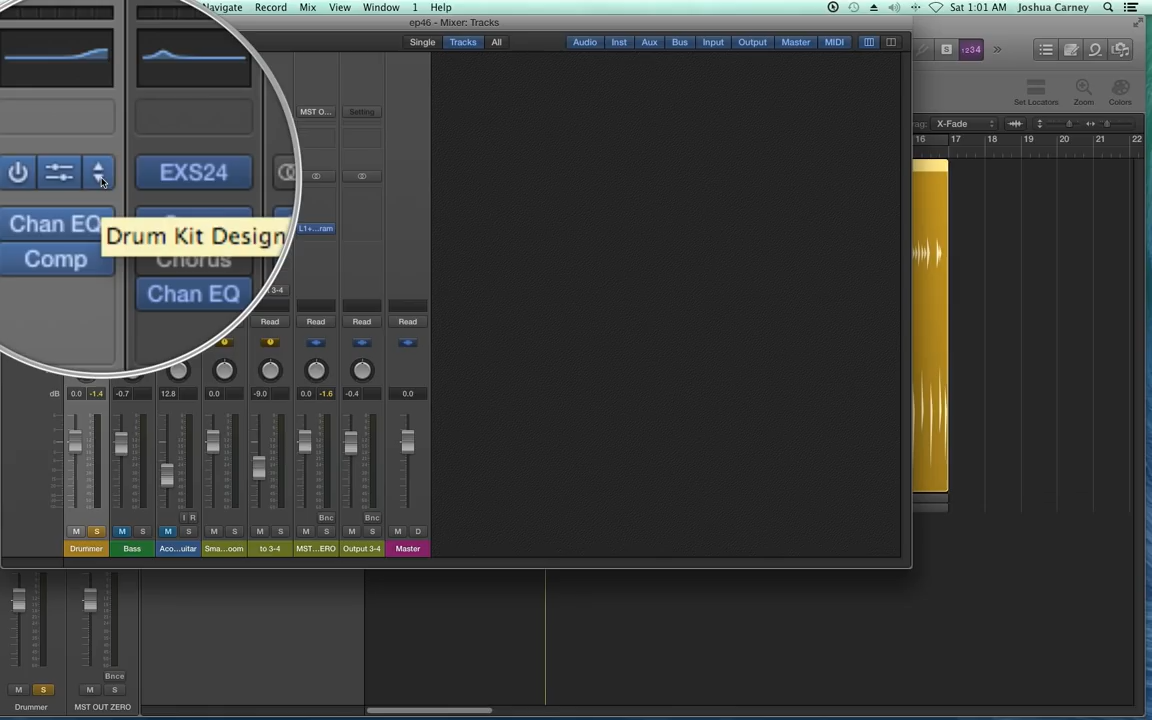 Navigate Record Mix View Window 1 Help Sat 1:01 AM Joshua Carney
ep46 - Mixer: Tracks
Single Tracks All Audio Inst Aux Bus Input Output Master MIDI
S 1234
Set Locators Zoom Colors
X-Fade
16 17 18 19 20 21 22
MST O... Setting
EXS24
Chan EQ
Drum Kit Design
Comp Chorus
L1+...ram
Chan EQ
3-4
Read Read Read Read
dB 0.0 -1.4 -0.7 12.8 0.0 -9.0 0.0 -1.6 -0.4 0.0
I R Bnc Bnc
M S M S M S M S M S M S M S M D
Drummer Bass Aco...uitar Sma...oom to 3-4 MST...ERO Output 3-4 Master
Bnce
M S M S
Drummer MST OUT ZERO